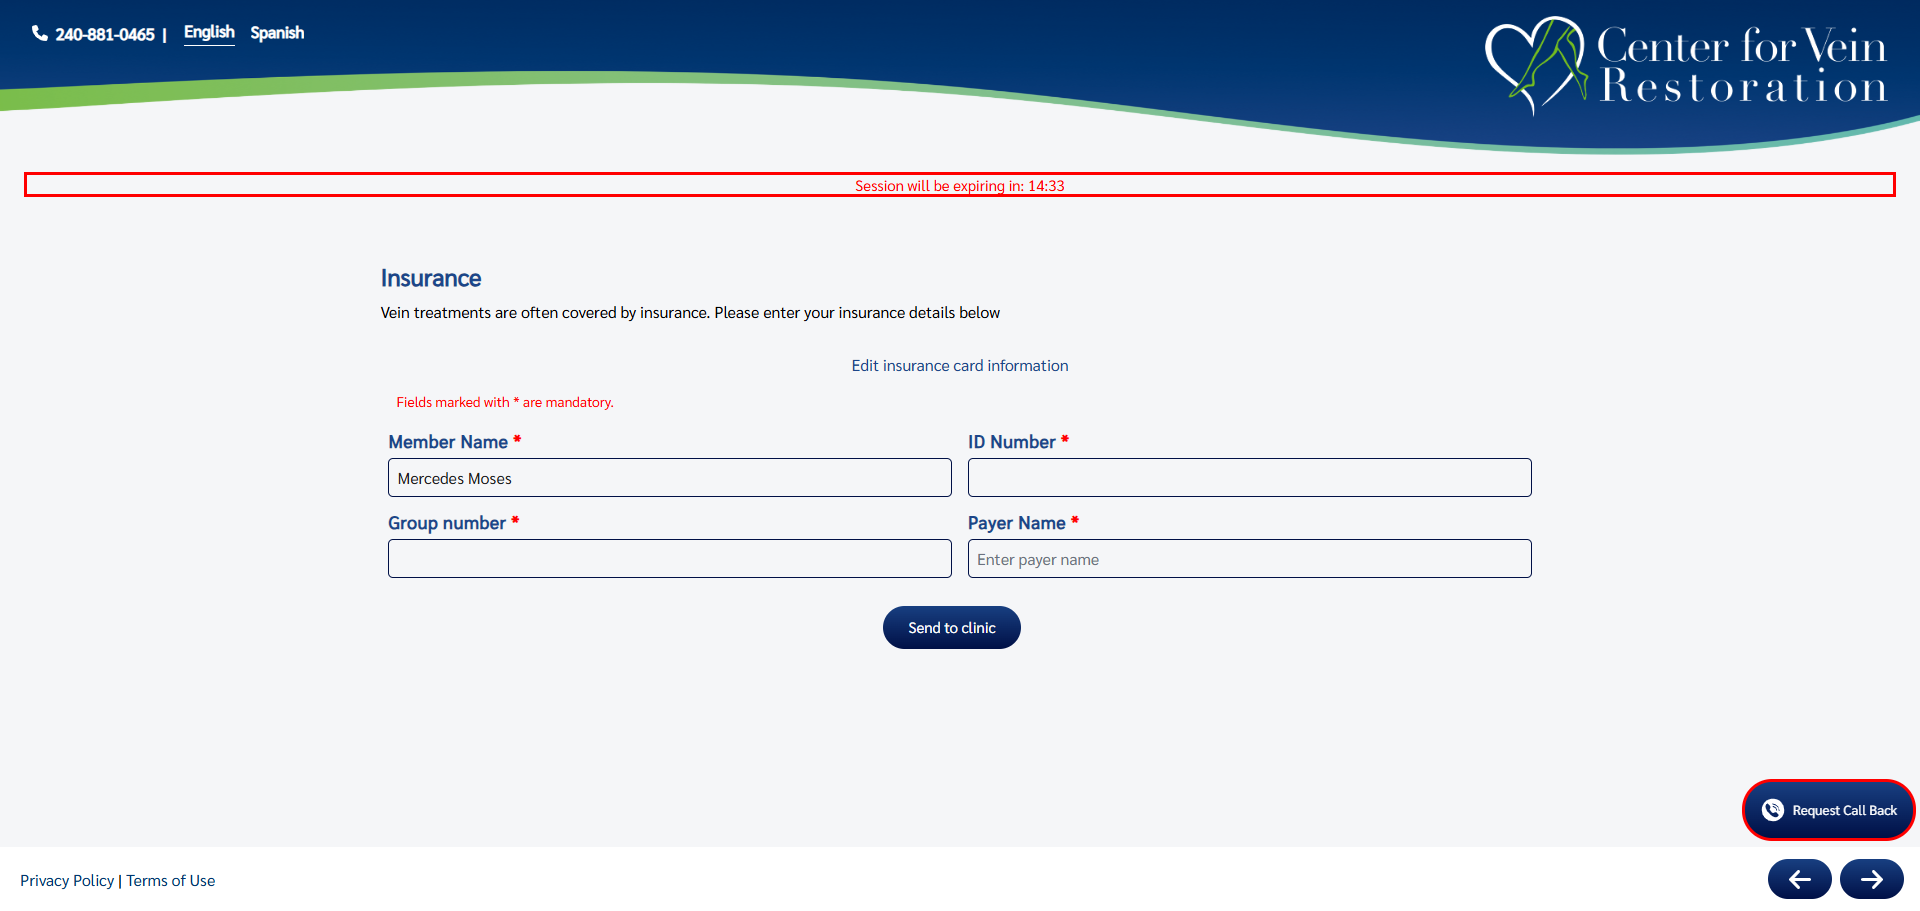 240-881-0465 | English Spanish
Center for Vein
Restoration
Session will be expiring in: 14:33
Insurance
Vein treatments are often covered by insurance. Please enter your insurance details below
Edit insurance card information
Fields marked with * are mandatory.
Member Name * ID Number *
Mercedes Moses
Group number * Payer Name *
Enter payer name
Send to clinic
Request Call Back
Privacy Policy | Terms of Use